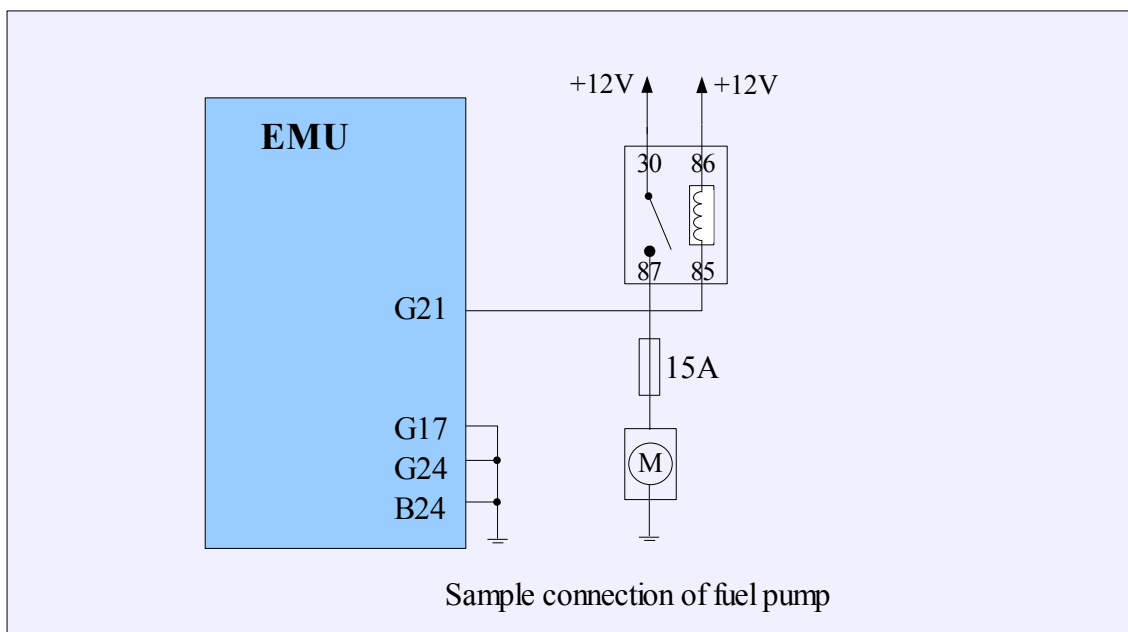 +12V +12V
EMU
30 86
87 85
G21
15A
G17
M
G24
B24
Sample connection of fuel pump